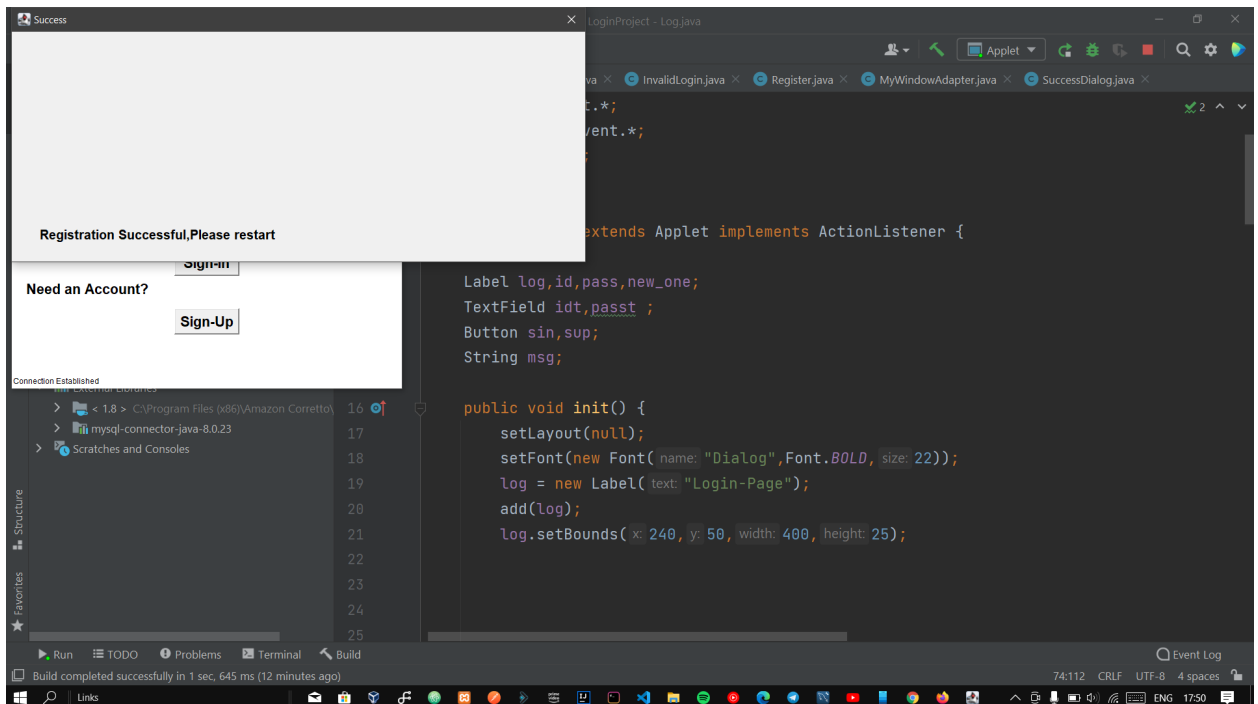 Success
LoginProject - Log.java
Applet
va
InvalidLogin.java
Register.java
MyWindowAdapter.java
SuccessDialog.java
t.*;
vent.*;
;
2
Registration Successful,Please restart
extends Applet implements ActionListener {
Sign-In
Need an Account?
Sign-Up
Connection Established
Label log,id,pass,new_one;
TextField idt,passt ;
Button sin,sup;
String msg;
External Libraries
< 1.8 > C:\Program Files (x86)\Amazon Corretto\
mysql-connector-java-8.0.23
Scratches and Consoles
16 public void init() {
17 setLayout(null);
18 setFont(new Font( name: "Dialog",Font.BOLD, size: 22));
19 log = new Label( text: "Login-Page");
20 add(log);
21 log.setBounds( x: 240, y: 50, width: 400, height: 25);
22
23
24
25
Structure
Favorites
Run
TODO
Problems
Terminal
Build
Event Log
Build completed successfully in 1 sec, 645 ms (12 minutes ago)
74:112 CRLF UTF-8 4 spaces
Links
ENG 17:50